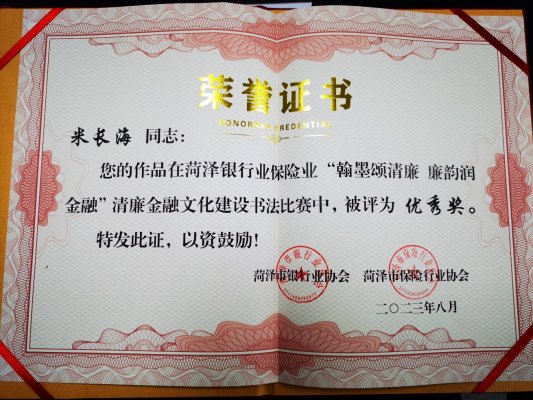 荣誉证书
HONORARY CREDENTIAL
米长海 同志：
您的作品在菏泽银行业保险业“翰墨颂清廉 廉韵润
金融”清廉金融文化建设书法比赛中，被评为 优秀奖。
特发此证，以资鼓励！
菏泽市银行业协会 菏泽市保险行业协会
二〇二三年八月